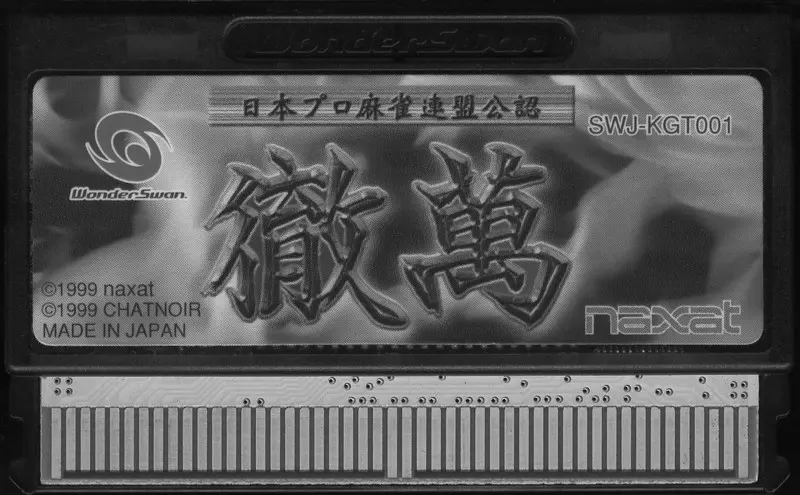 WonderSwan
日本プロ麻雀連盟公認
SWJ-KGT001
WonderSwan
徹萬
©1999 naxat
©1999 CHATNOIR
MADE IN JAPAN
naxat